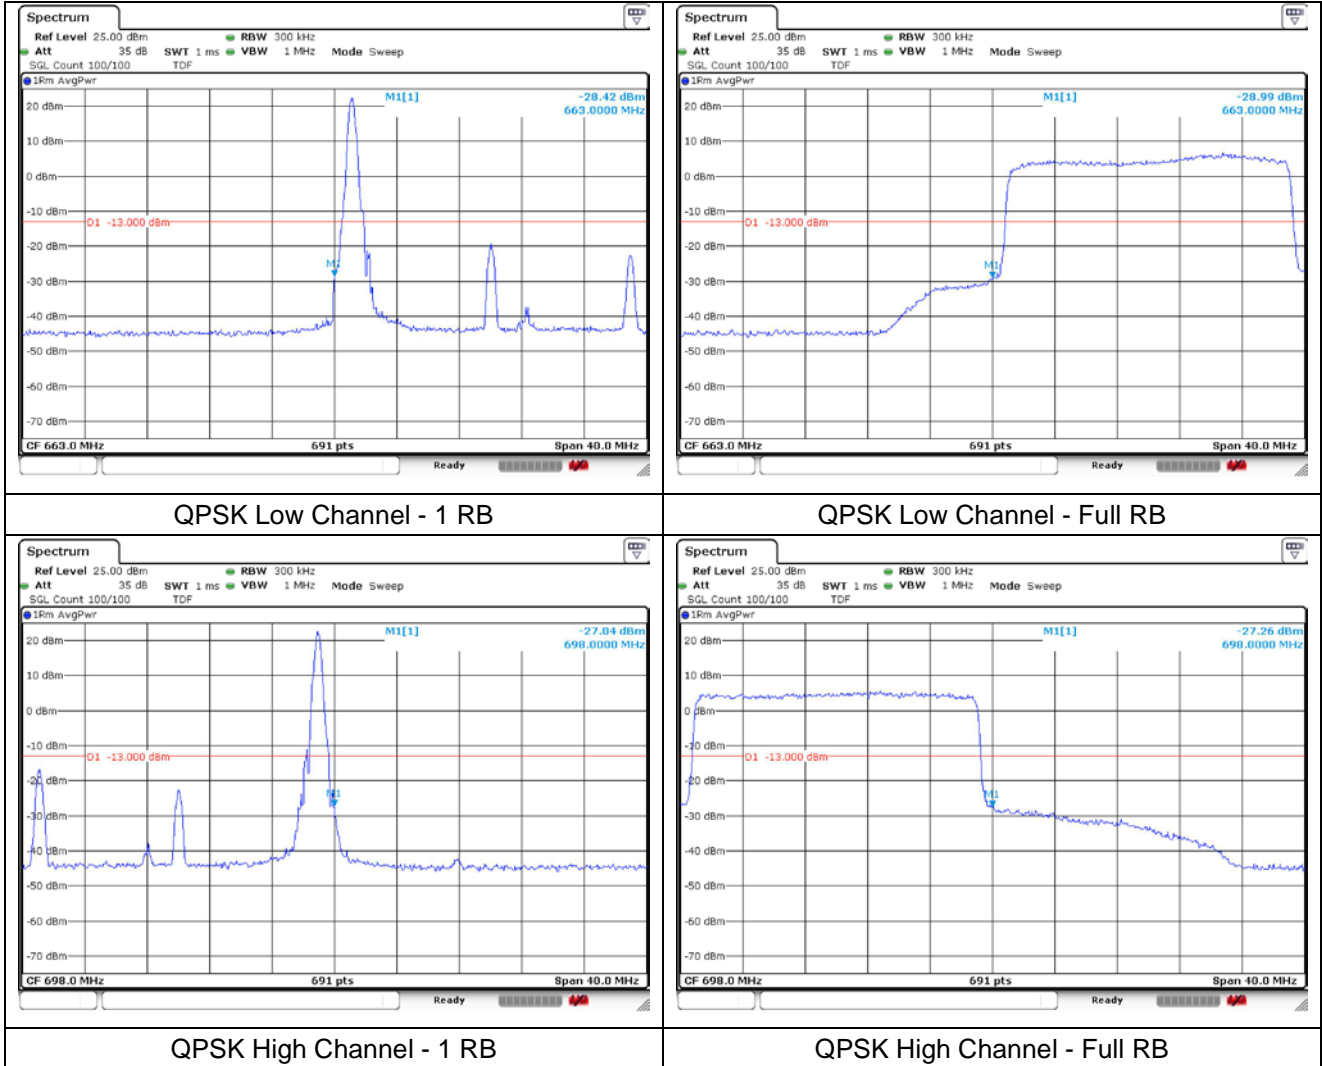 Spectrum
Ref Level 25.00 dBm RBW 300 kHz
Att 35 dB SWT 1 ms VBW 1 MHz Mode Sweep
SGL Count 100/100 TDF
1Rm AvgPwr
M1[1] -28.42 dBm
663.0000 MHz
20 dBm
10 dBm
0 dBm
-10 dBm
D1 -13.000 dBm
-20 dBm
M1
-30 dBm
-40 dBm
-50 dBm
-60 dBm
-70 dBm
CF 663.0 MHz 691 pts Span 40.0 MHz
Ready
QPSK Low Channel - 1 RB
Spectrum
Ref Level 25.00 dBm RBW 300 kHz
Att 35 dB SWT 1 ms VBW 1 MHz Mode Sweep
SGL Count 100/100 TDF
1Rm AvgPwr
M1[1] -28.99 dBm
663.0000 MHz
20 dBm
10 dBm
0 dBm
-10 dBm
D1 -13.000 dBm
-20 dBm
M1
-30 dBm
-40 dBm
-50 dBm
-60 dBm
-70 dBm
CF 663.0 MHz 691 pts Span 40.0 MHz
Ready
QPSK Low Channel - Full RB
Spectrum
Ref Level 25.00 dBm RBW 300 kHz
Att 35 dB SWT 1 ms VBW 1 MHz Mode Sweep
SGL Count 100/100 TDF
1Rm AvgPwr
M1[1] -27.04 dBm
698.0000 MHz
20 dBm
10 dBm
0 dBm
-10 dBm
D1 -13.000 dBm
-20 dBm
M1
-30 dBm
-40 dBm
-50 dBm
-60 dBm
-70 dBm
CF 698.0 MHz 691 pts Span 40.0 MHz
Ready
QPSK High Channel - 1 RB
Spectrum
Ref Level 25.00 dBm RBW 300 kHz
Att 35 dB SWT 1 ms VBW 1 MHz Mode Sweep
SGL Count 100/100 TDF
1Rm AvgPwr
M1[1] -27.26 dBm
698.0000 MHz
20 dBm
10 dBm
0 dBm
-10 dBm
D1 -13.000 dBm
-20 dBm
M1
-30 dBm
-40 dBm
-50 dBm
-60 dBm
-70 dBm
CF 698.0 MHz 691 pts Span 40.0 MHz
Ready
QPSK High Channel - Full RB